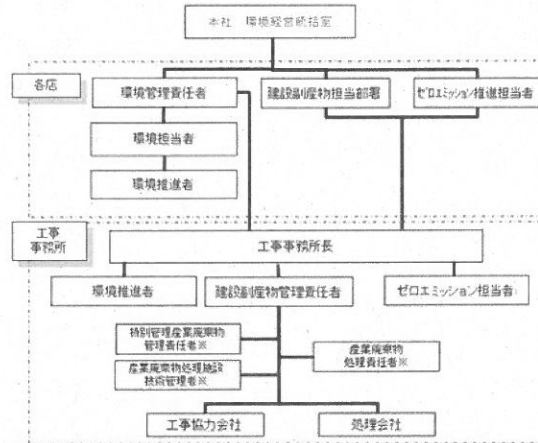 本社 環境経営統括室
各店
環境管理責任者
建設副産物担当部署
ゼロエミッション推進担当者
環境担当者
環境推進者
工事
事務所
工事事務所長
環境推進者
建設副産物管理責任者
ゼロエミッション担当者
特別管理産業廃棄物
管理責任者※
産業廃棄物
処理責任者※
産業廃棄物処理施設
技術管理者※
工事協力会社
処理会社